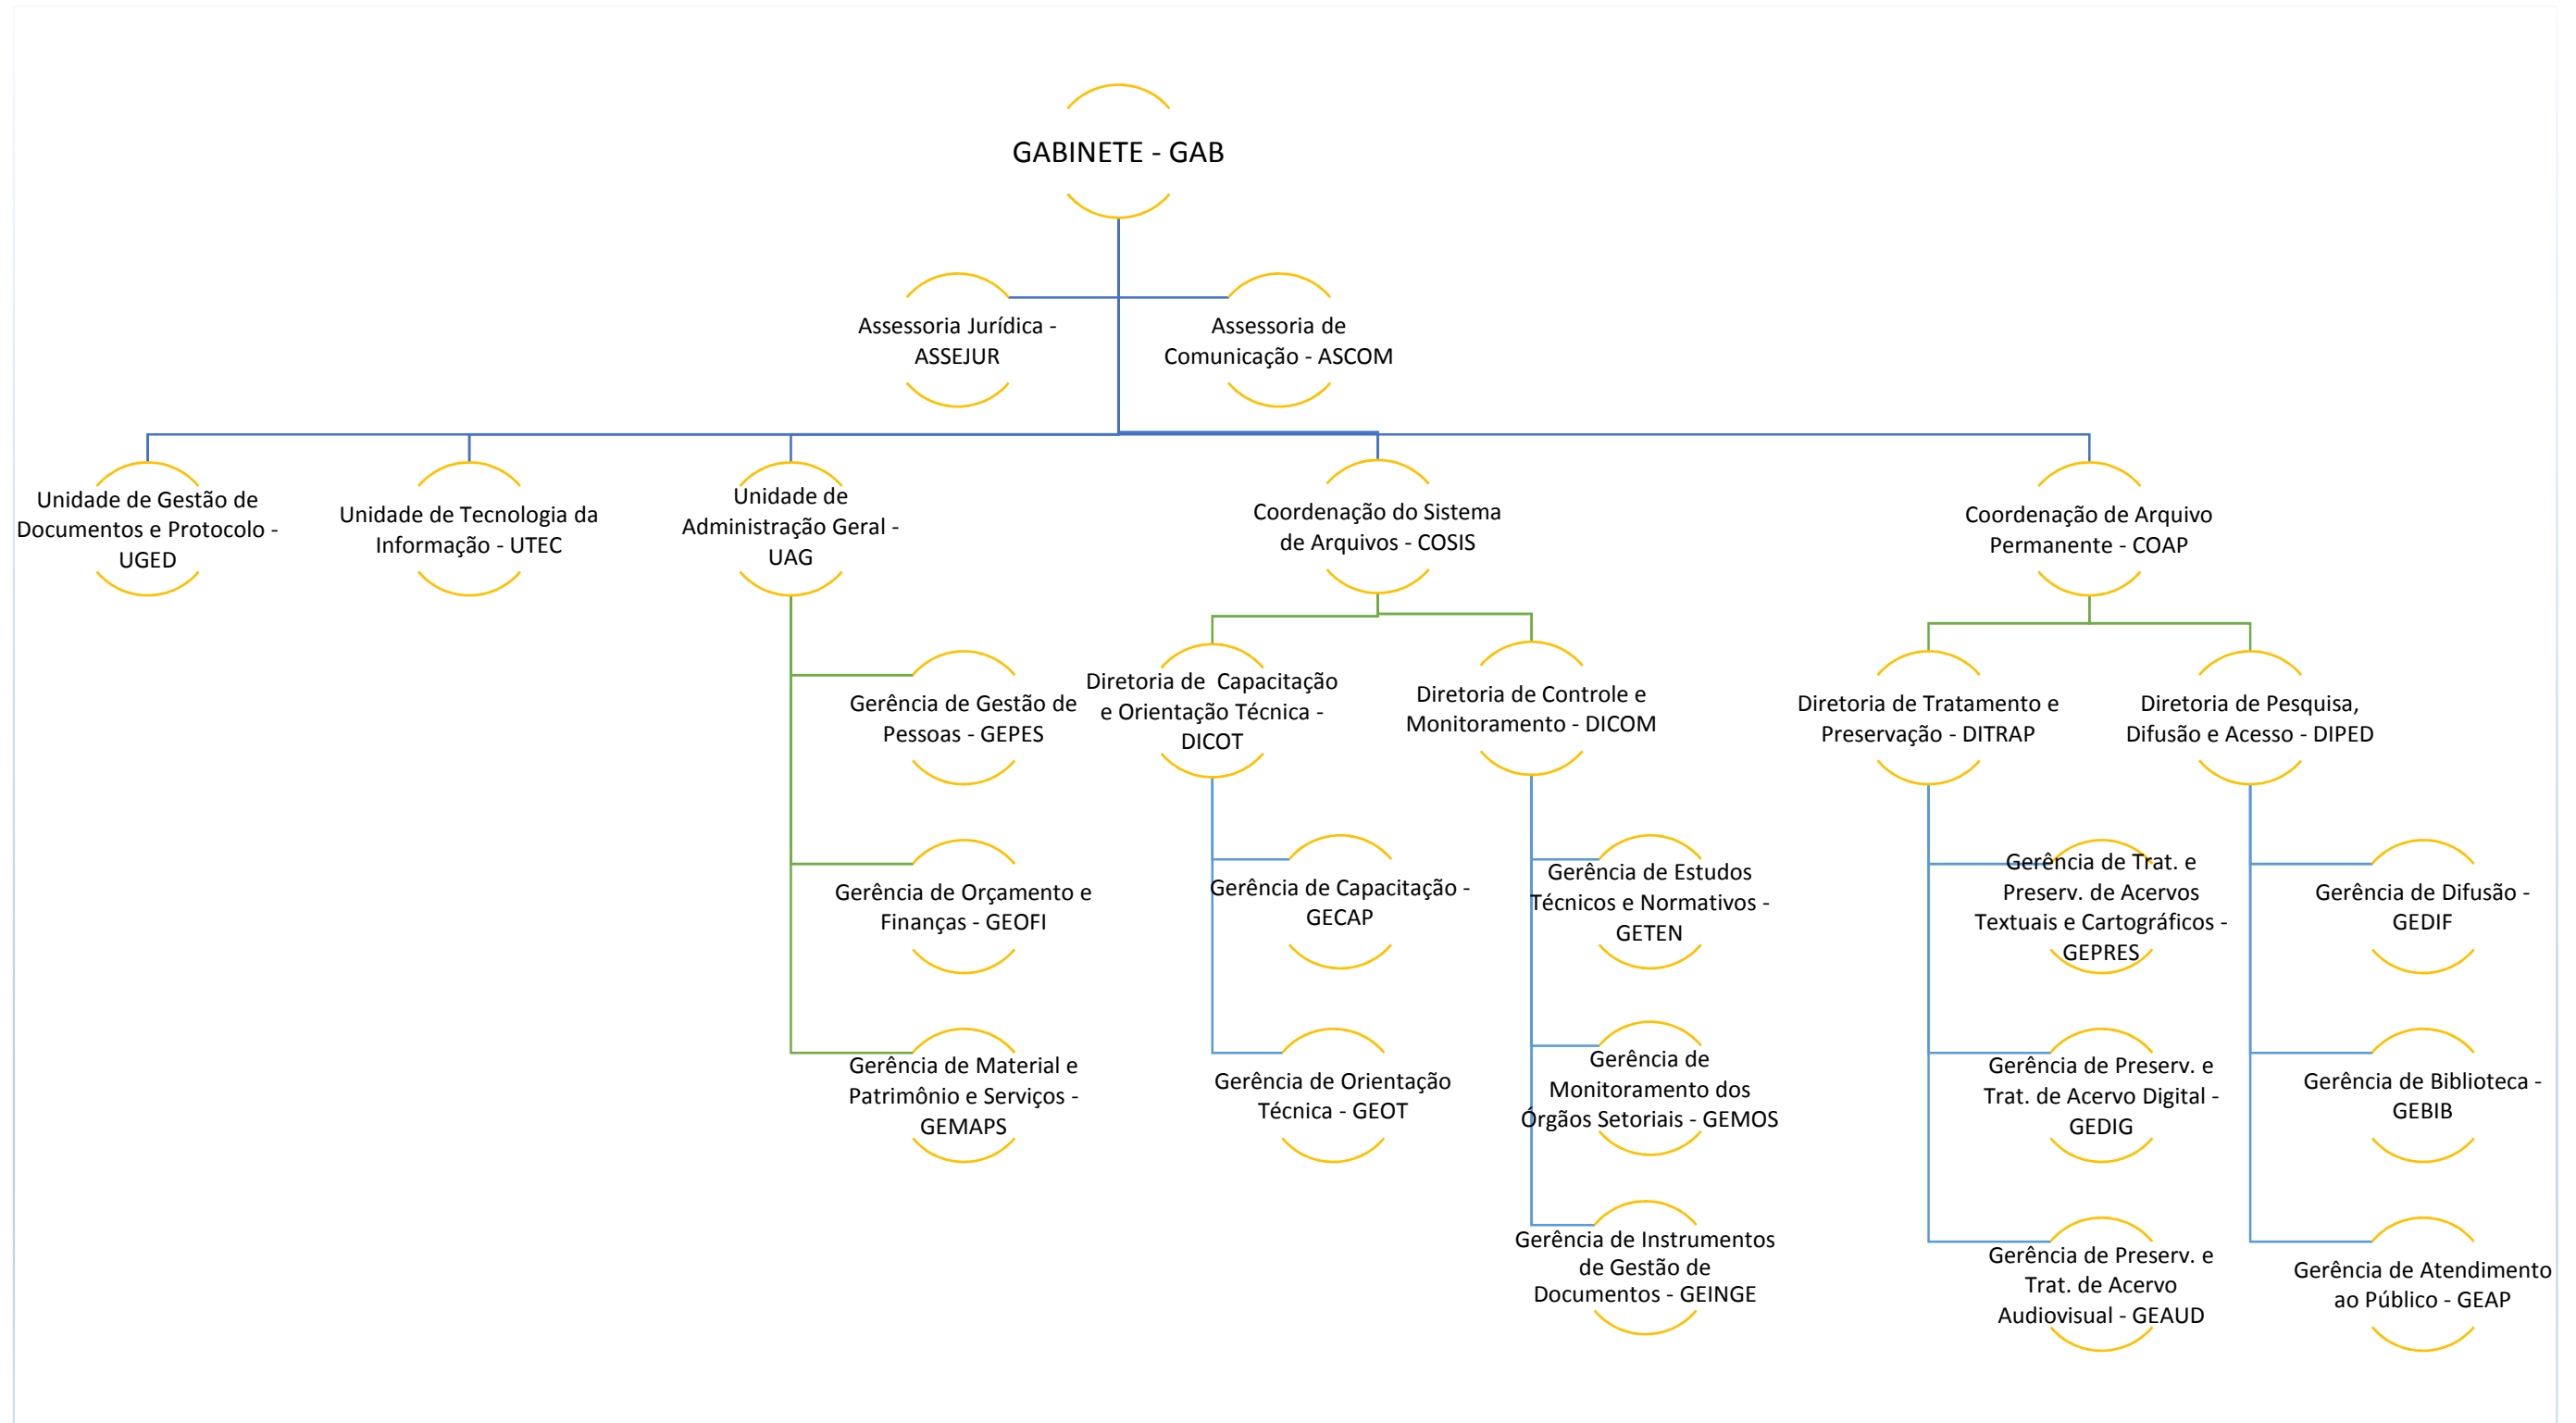 GABINETE - GAB
Assessoria Jurídica -
ASSEJUR
Assessoria de
Comunicação - ASCOM
Unidade de Gestão de
Documentos e Protocolo -
UGED
Unidade de Tecnologia da
Informação - UTEC
Unidade de
Administração Geral -
UAG
Coordenação do Sistema
de Arquivos - COSIS
Coordenação de Arquivo
Permanente - COAP
Gerência de Gestão de
Pessoas - GEPES
Gerência de Orçamento e
Finanças - GEOFI
Gerência de Material e
Patrimônio e Serviços -
GEMAPS
Diretoria de  Capacitação
e Orientação Técnica -
DICOT
Gerência de Capacitação -
GECAP
Gerência de Orientação
Técnica - GEOT
Diretoria de Controle e
Monitoramento - DICOM
Gerência de Estudos
Técnicos e Normativos -
GETEN
Gerência de
Monitoramento dos
Órgãos Setoriais - GEMOS
Gerência de Instrumentos
de Gestão de
Documentos - GEINGE
Diretoria de Tratamento e
Preservação - DITRAP
Gerência de Trat. e
Preserv. de Acervos
Textuais e Cartográficos -
GEPRES
Gerência de Preserv. e
Trat. de Acervo Digital -
GEDIG
Gerência de Preserv. e
Trat. de Acervo
Audiovisual - GEAUD
Diretoria de Pesquisa,
Difusão e Acesso - DIPED
Gerência de Difusão -
GEDIF
Gerência de Biblioteca -
GEBIB
Gerência de Atendimento
ao Público - GEAP